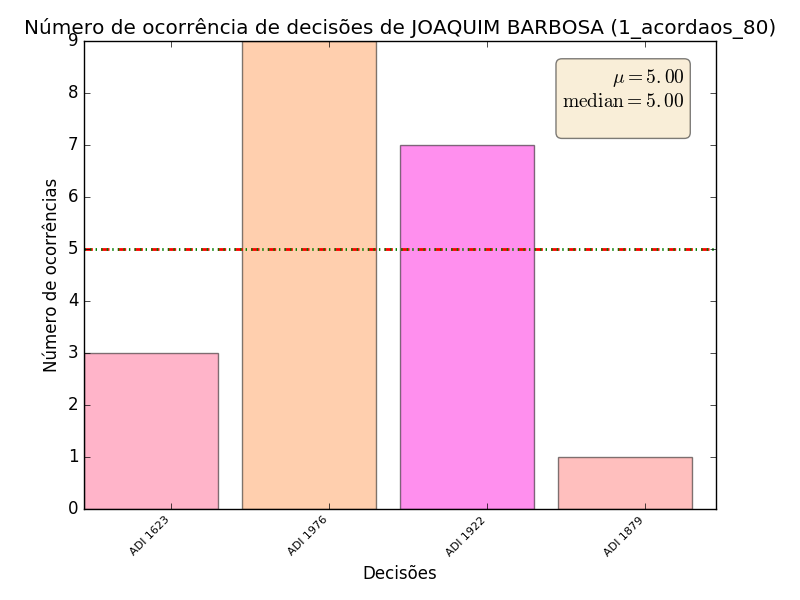 Número de ocorrência de decisões de JOAQUIM BARBOSA (1_acordaos_80)
9
8
7
6
5
4
3
2
1
0
Número de ocorrências
μ = 5.00
median = 5.00
ADI 1623
ADI 1976
ADI 1922
ADI 1879
Decisões